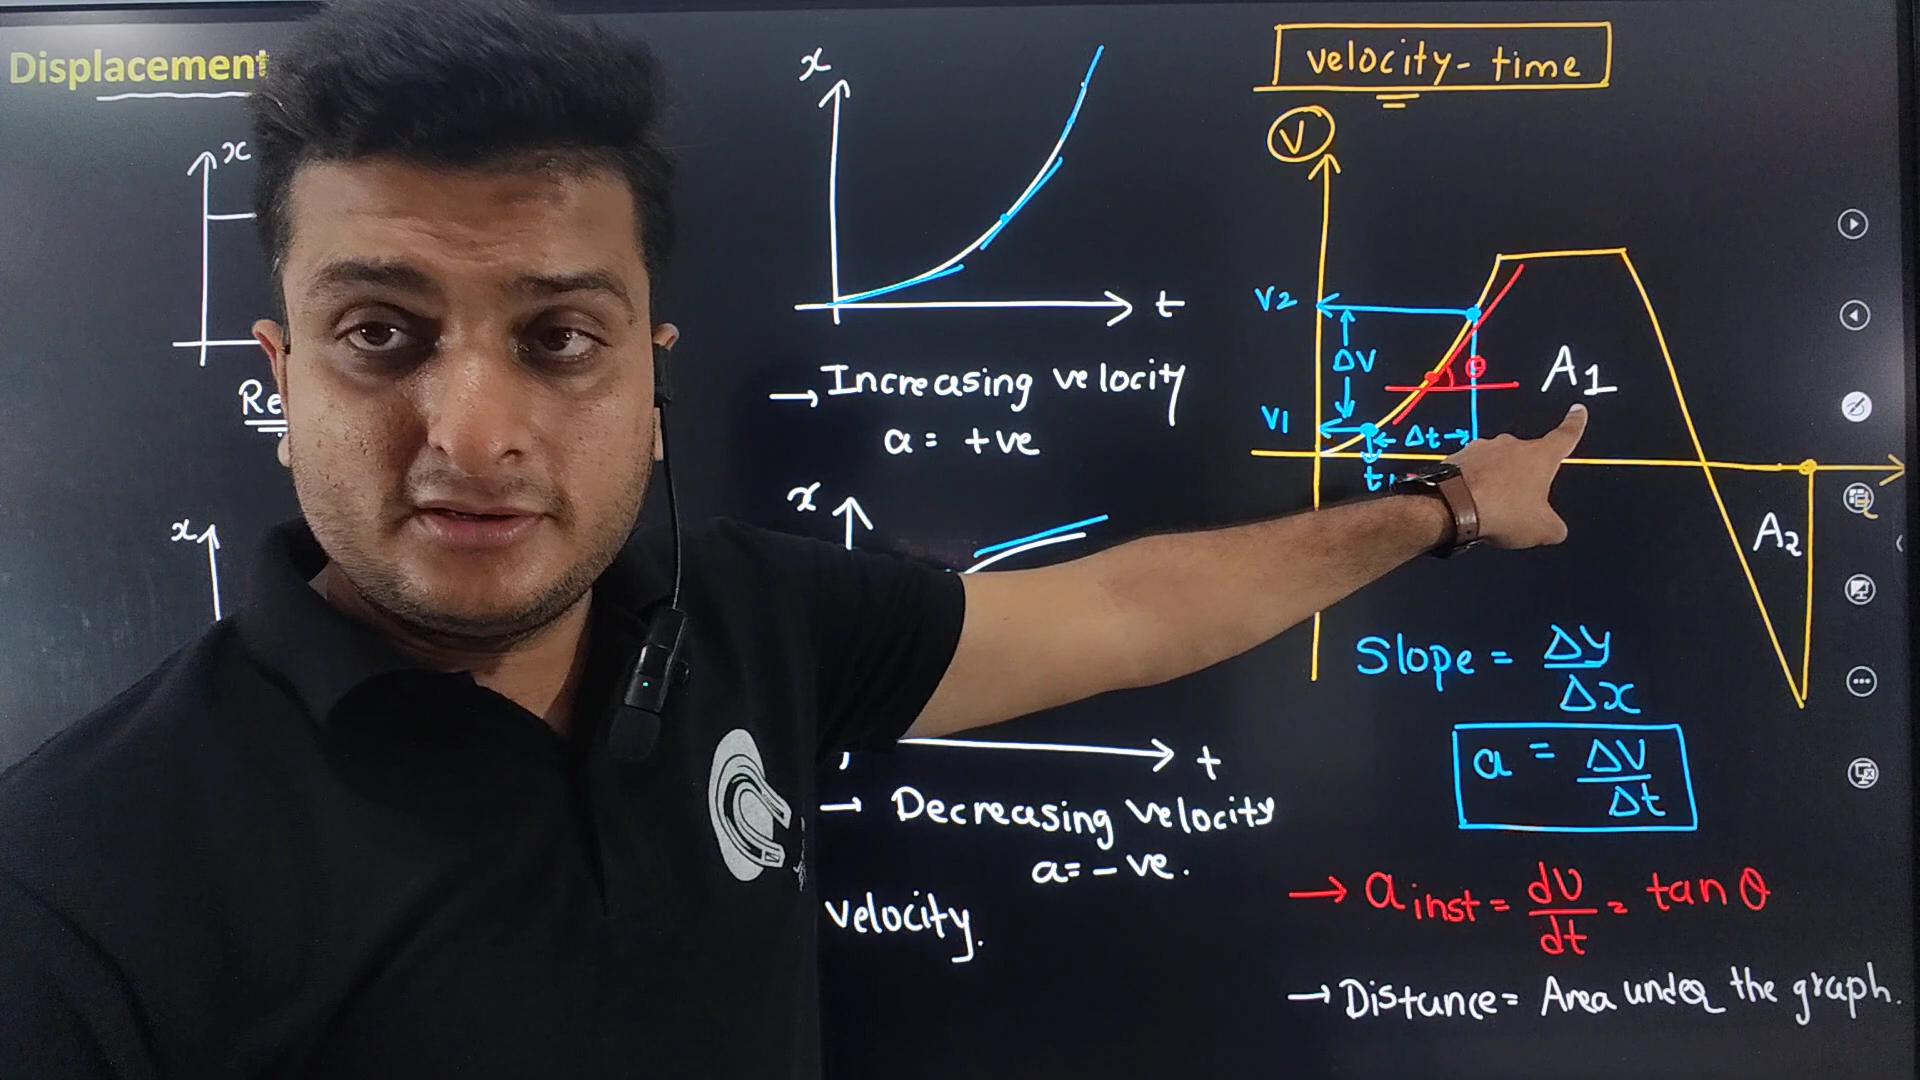 Displacement
x
Re
x
x
t
→ Increasing velocity
a = +ve
x
t
→ Decreasing velocity
a = -ve.
velocity.
velocity - time
V
V2
ΔV
θ
A1
V1
Δt
t1
A2
Slope = Δy
Δx
a = ΔV
Δt
→ a inst = dv = tan θ
dt
→ Distance = Area under the graph.